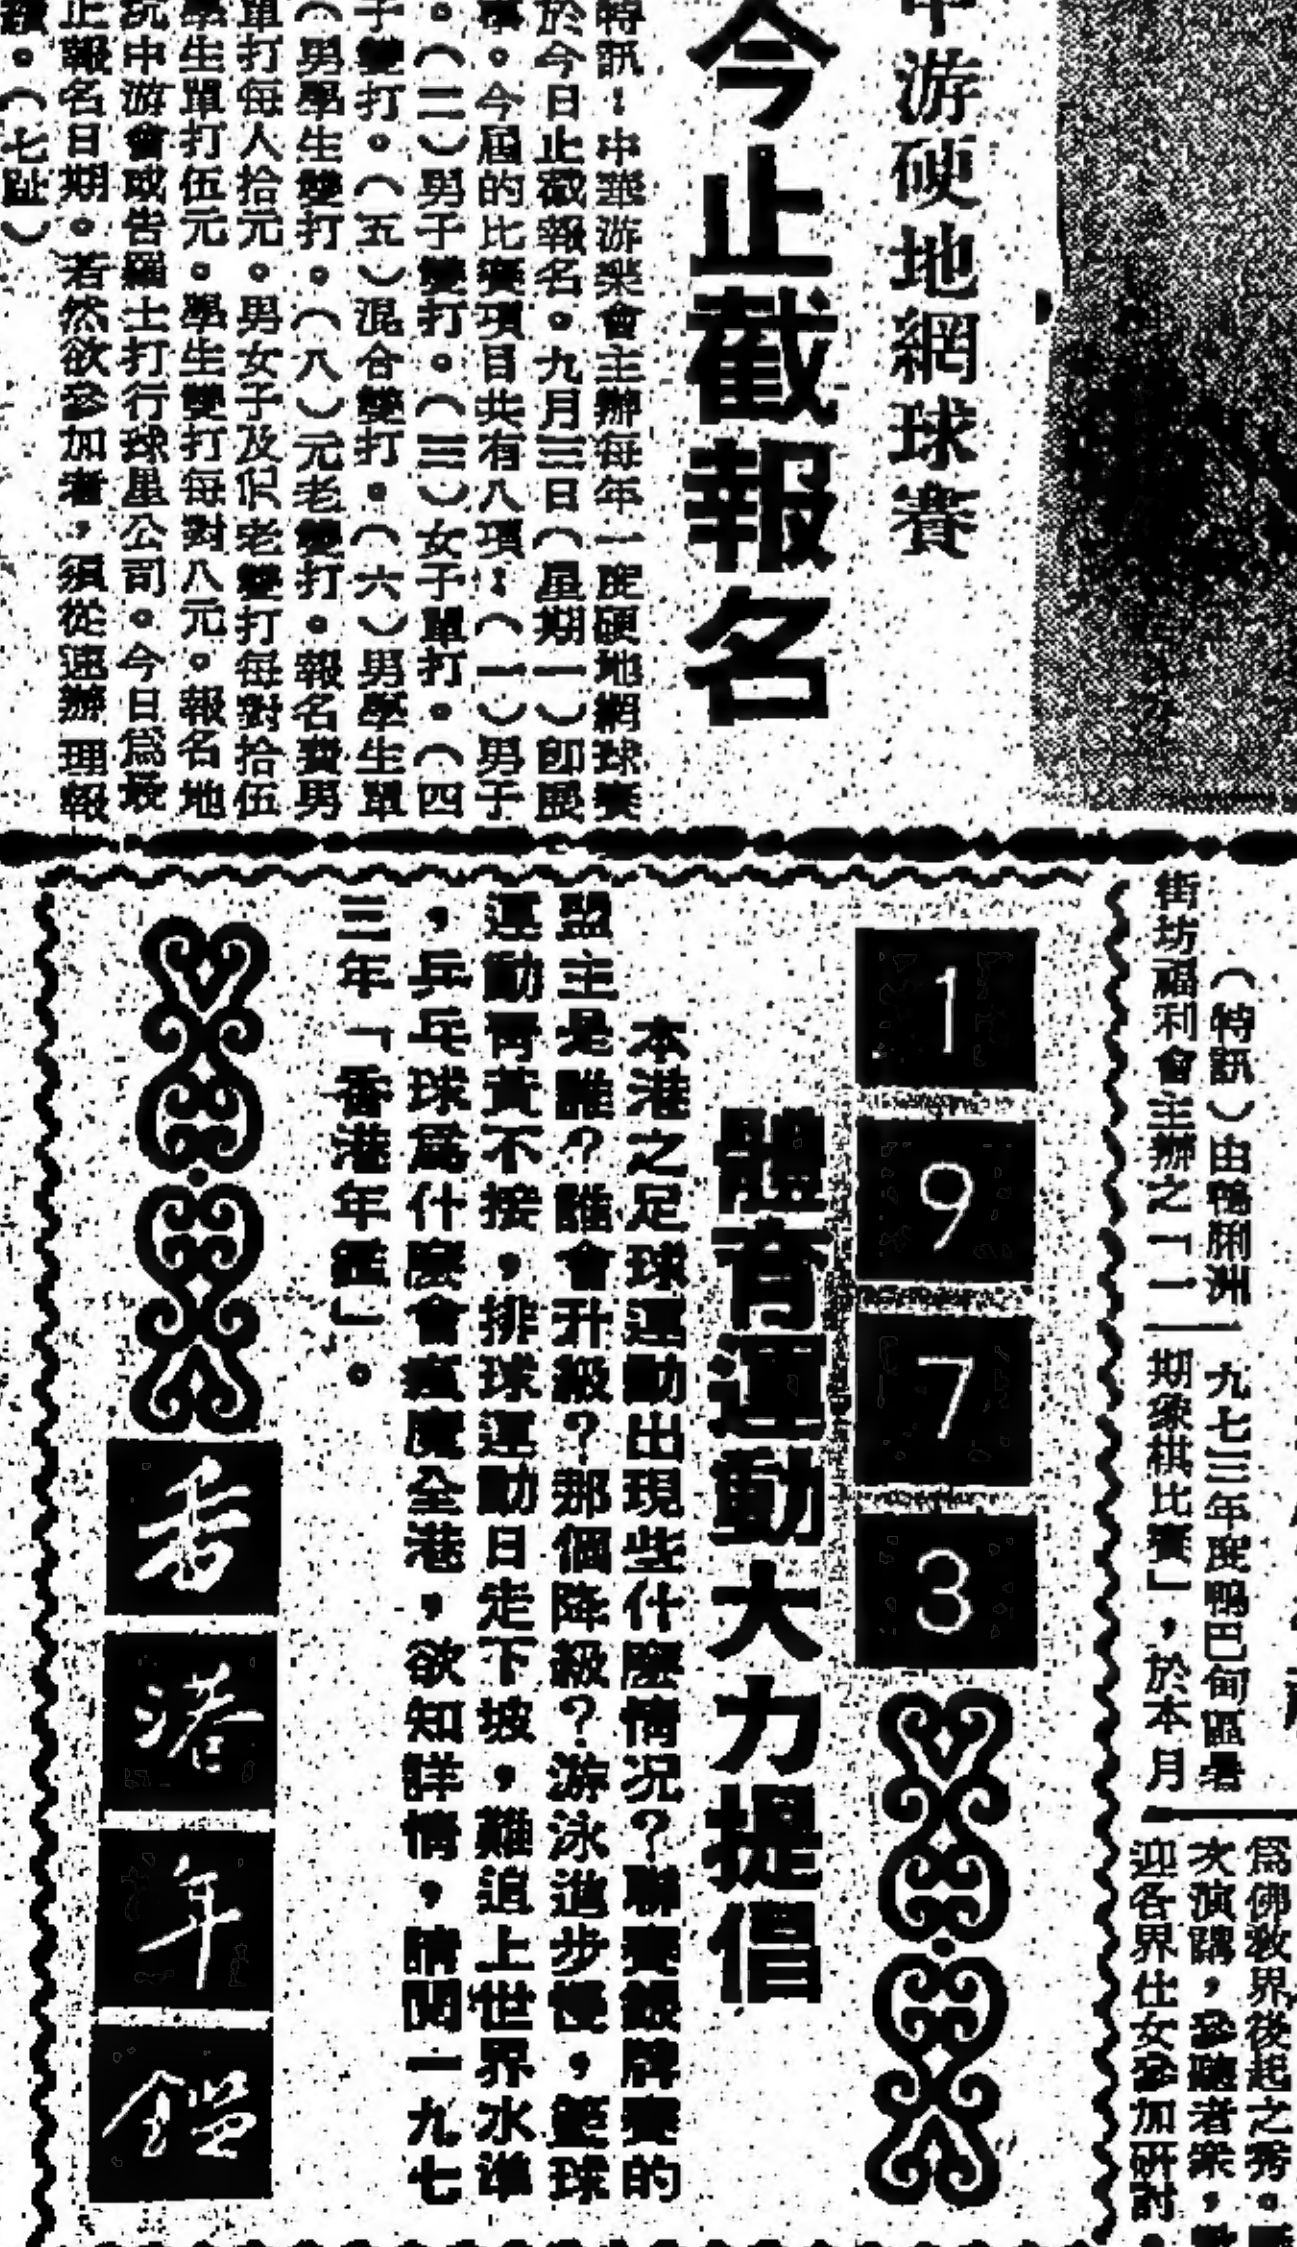 中游硬地網球賽
今止截報名
特訊：中華游樂會主辦每年一度硬地網球賽
於今日止截報名。九月三日（星期一）卽展
。今屆的比賽項目共有八項：（一）男子
。（二）男子雙打。（三）女子單打。（四
子雙打。（五）混合雙打。（六）男學生單
（男學生雙打。（八）元老雙打。報名費男
單打每人拾元。男女子及元老雙打每對拾伍
學生單打伍元。學生雙打每對八元。報名地
中游會或告羅士打行球星公司。今日爲最
止報名日期。若然欲參加者，須從速辦理報
。（七趾）
（特訊）由鴨脷洲
街坊福利會主辦之「一
九七三年度鴨巴甸區暑
期象棋比賽」，於本月
爲佛敎界後起之秀。
次演講，參聽者衆，歡
迎各界仕女參加研討。
1973
體育運動大力提倡
本港之足球運動出現些什麼情況？聯賽銀牌賽的
盟主是誰？誰會升級？那個降級？游泳進步慢，籃球
運動靑黃不接，排球運動日走下坡，難追上世界水準
，乒乓球爲什麼會瘋魔全港，欲知詳情，請閱一九七
三年「香港年鑑」。
香港年鑑